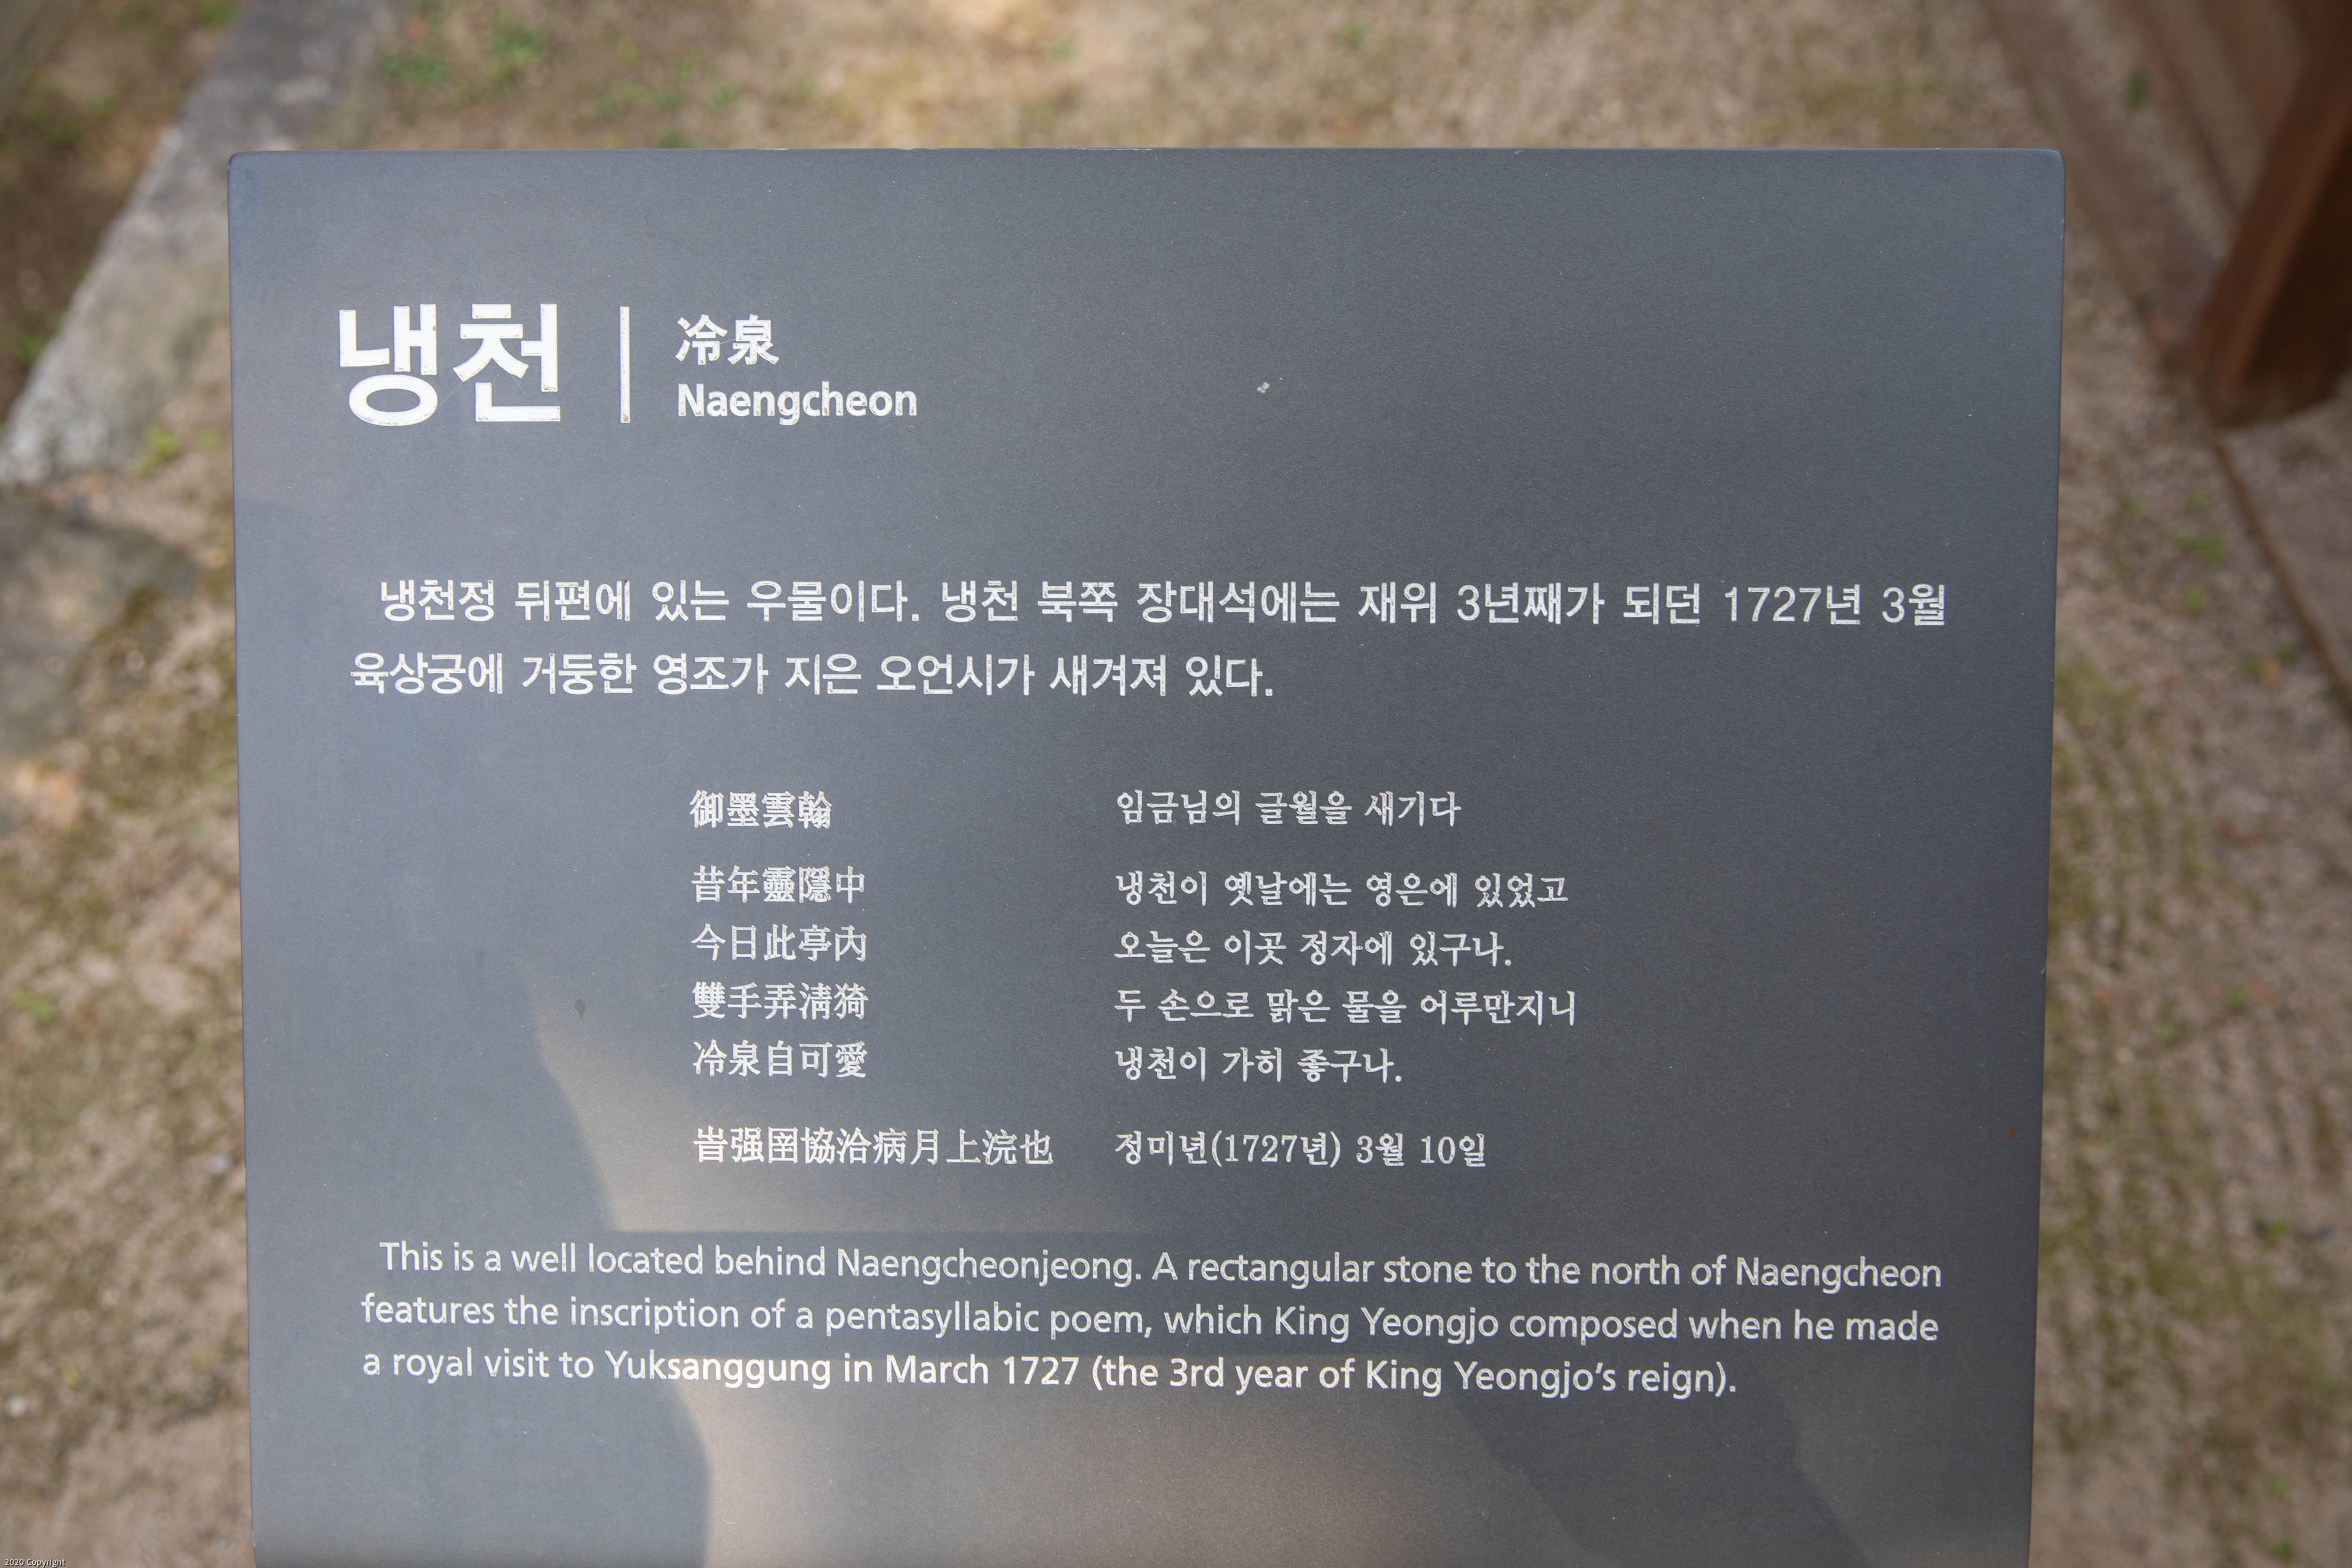 냉천
冷泉
Naengcheon
냉천정 뒤편에 있는 우물이다. 냉천 북쪽 장대석에는 재위 3년째가 되던 1727년 3월
육상궁에 거둥한 영조가 지은 오언시가 새겨져 있다.
御墨雲翰
임금님의 글월을 새기다
昔年靈隱中
냉천이 옛날에는 영은에 있었고
今日此亭內
오늘은 이곳 정자에 있구나.
雙手弄淸猗
두 손으로 맑은 물을 어루만지니
冷泉自可愛
냉천이 가히 좋구나.
旹强圉協洽病月上浣也
정미년(1727년) 3월 10일
This is a well located behind Naengcheonjeong. A rectangular stone to the north of Naengcheon
features the inscription of a pentasyllabic poem, which King Yeongjo composed when he made
a royal visit to Yuksanggung in March 1727 (the 3rd year of King Yeongjo's reign).
2020 Copyright